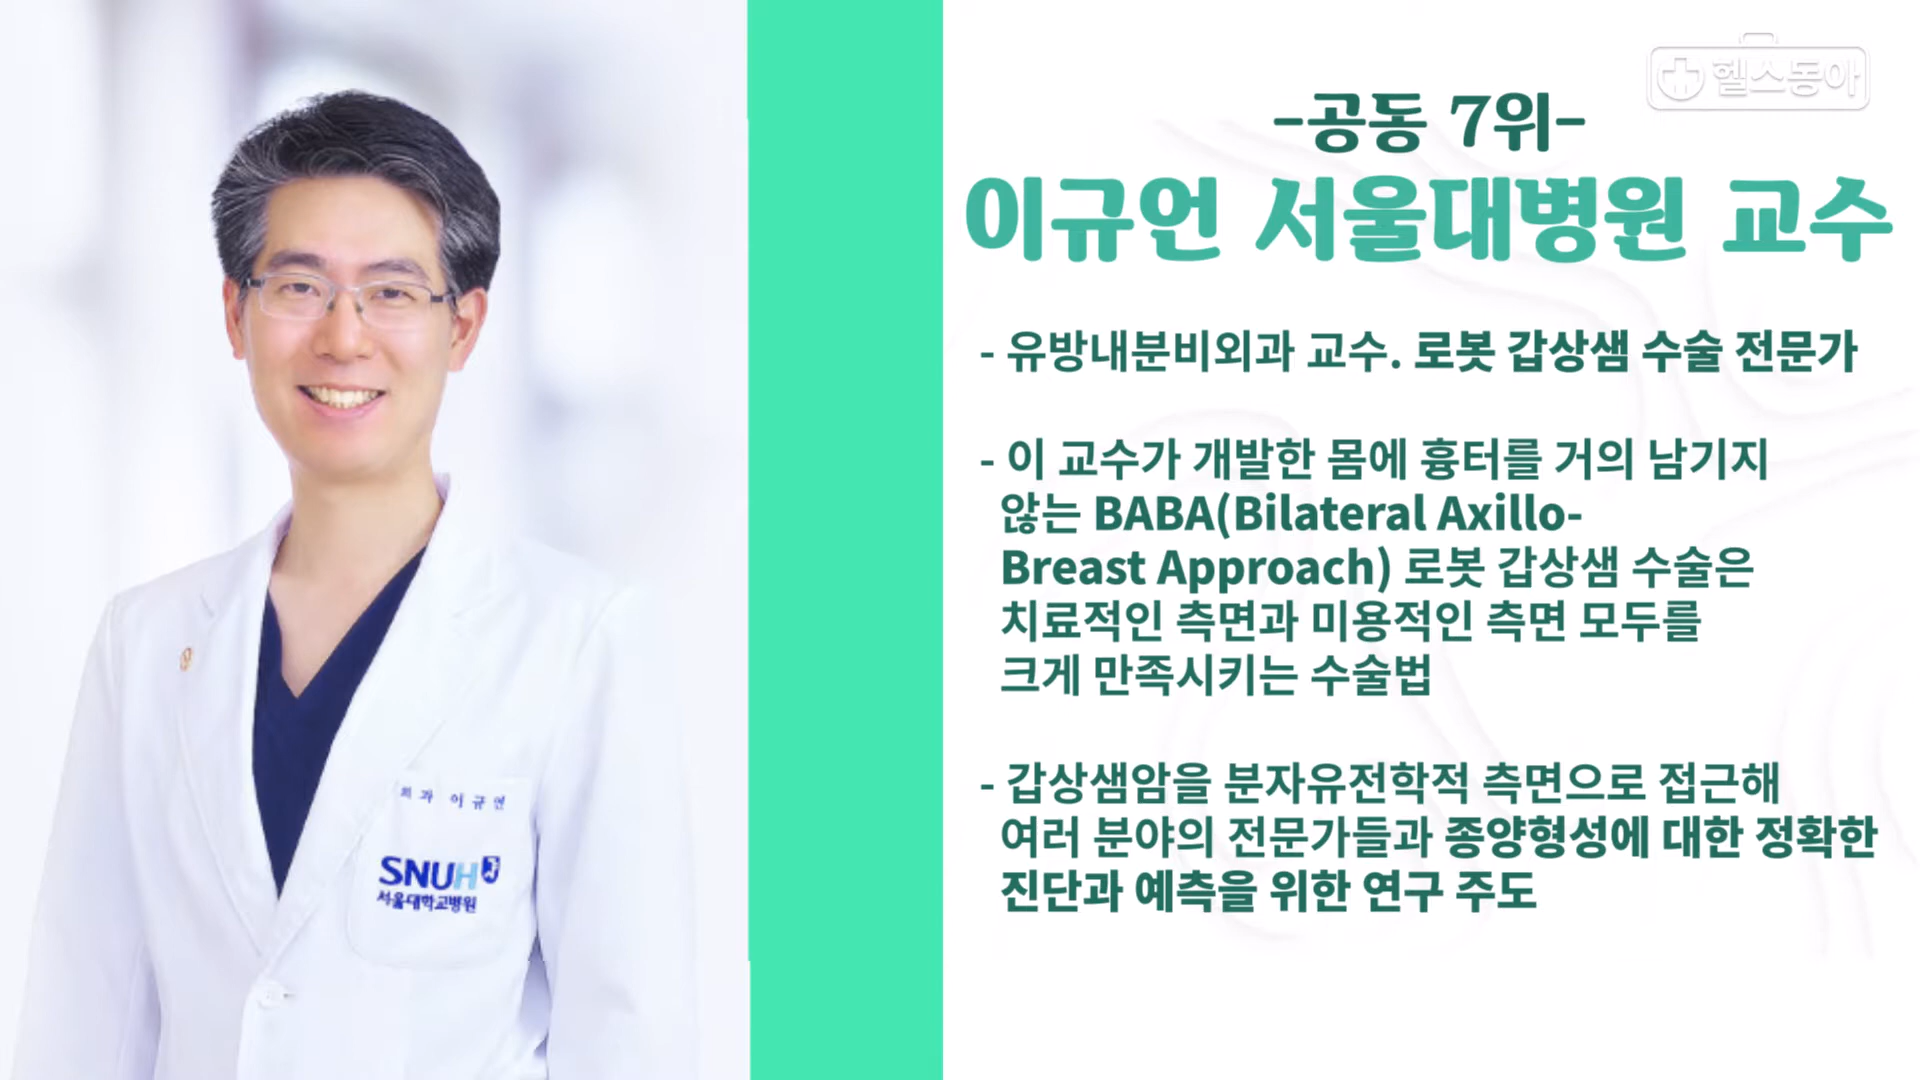 헬스동아
-공동 7위-
이규언 서울대병원 교수
- 유방내분비외과 교수. 로봇 갑상샘 수술 전문가
- 이 교수가 개발한 몸에 흉터를 거의 남기지
않는 BABA(Bilateral Axillo-
Breast Approach) 로봇 갑상샘 수술은
치료적인 측면과 미용적인 측면 모두를
크게 만족시키는 수술법
- 갑상샘암을 분자유전학적 측면으로 접근해
여러 분야의 전문가들과 종양형성에 대한 정확한
진단과 예측을 위한 연구 주도
외과 이규언
SNUH
서울대학교병원